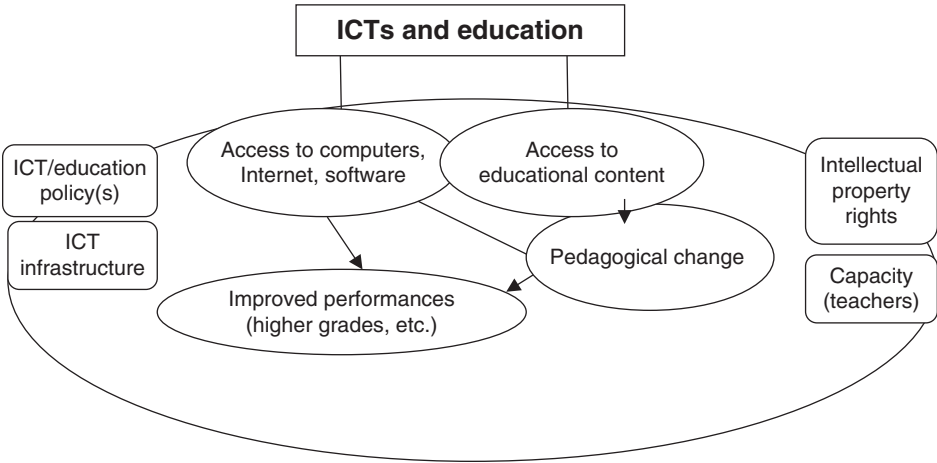 ICTs and education
Access to computers,
Internet, software
Access to
educational content
ICT/education
policy(s)
ICT
infrastructure
Intellectual
property
rights
Pedagogical change
Capacity
(teachers)
Improved performances
(higher grades, etc.)